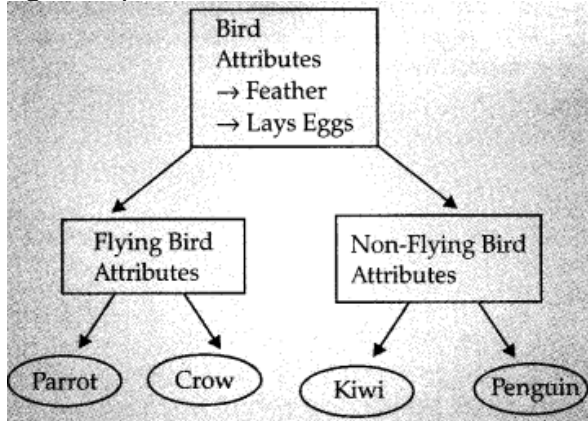 Bird
Attributes
→ Feather
→ Lays Eggs
Flying Bird
Attributes
Non-Flying Bird
Attributes
Parrot
Crow
Kiwi
Penguin